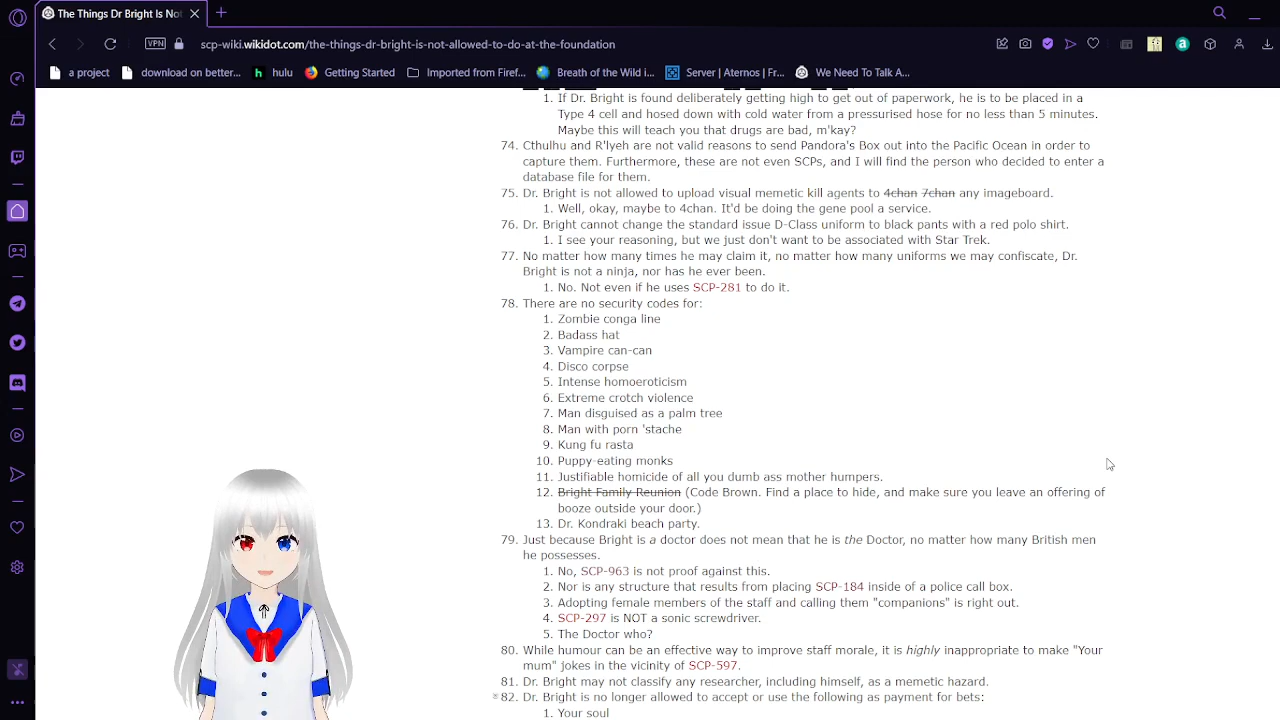 The Things Dr Bright Is Not
VPN
scp-wiki.wikidot.com/the-things-dr-bright-is-not-allowed-to-do-at-the-foundation
a project
download on better...
hulu
Getting Started
Imported from Firef...
Breath of the Wild i...
Server | Aternos | Fr...
We Need To Talk A...
1. If Dr. Bright is found deliberately getting high to get out of paperwork, he is to be placed in a
Type 4 cell and hosed down with cold water from a pressurised hose for no less than 5 minutes.
Maybe this will teach you that drugs are bad, m'kay?
74. Cthulhu and R'lyeh are not valid reasons to send Pandora's Box out into the Pacific Ocean in order to
capture them. Furthermore, these are not even SCPs, and I will find the person who decided to enter a
database file for them.
75. Dr. Bright is not allowed to upload visual memetic kill agents to 4chan 7chan any imageboard.
1. Well, okay, maybe to 4chan. It'd be doing the gene pool a service.
76. Dr. Bright cannot change the standard issue D-Class uniform to black pants with a red polo shirt.
1. I see your reasoning, but we just don't want to be associated with Star Trek.
77. No matter how many times he may claim it, no matter how many uniforms we may confiscate, Dr.
Bright is not a ninja, nor has he ever been.
1. No. Not even if he uses SCP-281 to do it.
78. There are no security codes for:
1. Zombie conga line
2. Badass hat
3. Vampire can-can
4. Disco corpse
5. Intense homoeroticism
6. Extreme crotch violence
7. Man disguised as a palm tree
8. Man with porn 'stache
9. Kung fu rasta
10. Puppy-eating monks
11. Justifiable homicide of all you dumb ass mother humpers.
12. Bright Family Reunion (Code Brown. Find a place to hide, and make sure you leave an offering of
booze outside your door.)
13. Dr. Kondraki beach party.
79. Just because Bright is a doctor does not mean that he is the Doctor, no matter how many British men
he possesses.
1. No, SCP-963 is not proof against this.
2. Nor is any structure that results from placing SCP-184 inside of a police call box.
3. Adopting female members of the staff and calling them "companions" is right out.
4. SCP-297 is NOT a sonic screwdriver.
5. The Doctor who?
80. While humour can be an effective way to improve staff morale, it is highly inappropriate to make "Your
mum" jokes in the vicinity of SCP-597.
81. Dr. Bright may not classify any researcher, including himself, as a memetic hazard.
82. Dr. Bright is no longer allowed to accept or use the following as payment for bets:
1. Your soul